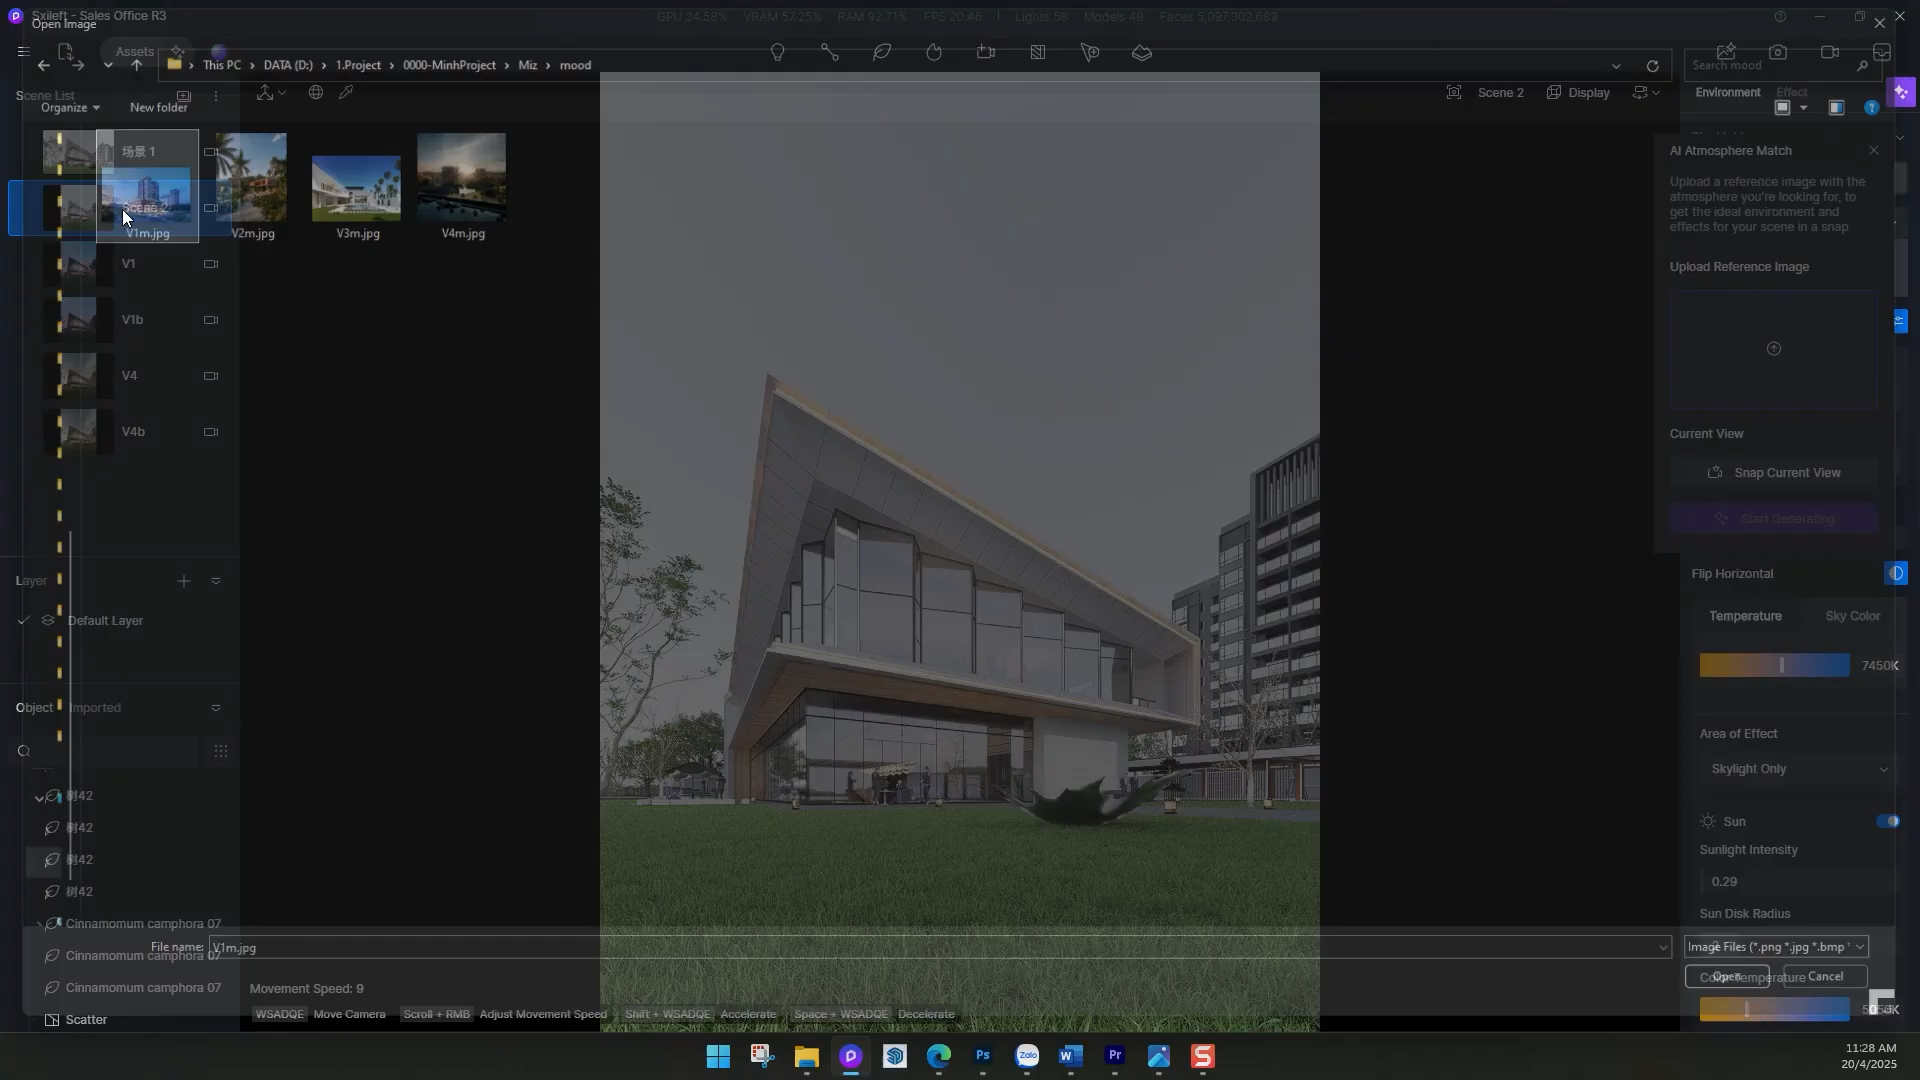 Sxileft - Sales Office R3
Open Image
GPU 24.58% VRAM 57.25% RAM 92.71% FPS 20.46 | Lights 58 Models 49 Faces 5,097,302,689
Assets
This PC > DATA (D:) > 1.Project > 0000-MinhProject > Miz > mood
Search mood
Scene List
Organize
New folder
Scene 2
Display
Environment
Effect
场景 1
Scene 2
V1m.jpg
V2m.jpg
V3m.jpg
V4m.jpg
V1
V1b
V4
V4b
AI Atmosphere Match
Upload a reference image with the
atmosphere you're looking for, to
get the ideal environment and
effects for your scene in a snap
Upload Reference Image
Current View
Snap Current View
Start Generating
Flip Horizontal
Temperature
Sky Color
7450K
Area of Effect
Skylight Only
Sun
Sunlight Intensity
0.29
Sun Disk Radius
Layer
Default Layer
Object
Imported
树42
树42
树42
树42
Cinnamomum camphora 07
Cinnamomum camphora 07
Cinnamomum camphora 07
Scatter
File name:
V1m.jpg
Image Files (*.png *.jpg *.bmp *
Open
Cancel
Color Temperature
Movement Speed: 9
WSADQE Move Camera Scroll + RMB Adjust Movement Speed Shift + WSADQE Accelerate Space + WSADQE Decelerate
Ps
Zalo
W
Pr
S
11:28 AM
20/4/2025